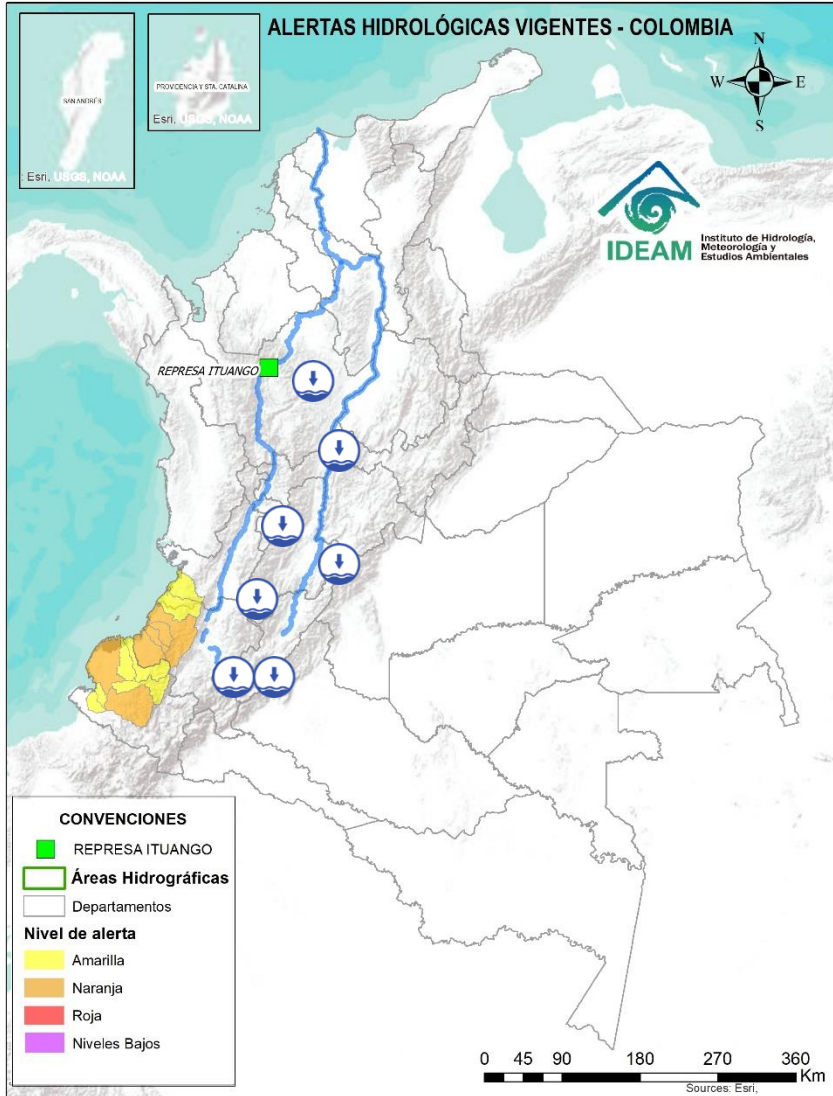 ALERTAS HIDROLÓGICAS VIGENTES - COLOMBIA
SAN ANDRÉS
Esri, USGS, NOAA
PROVIDENCIA Y STA. CATALINA
Esri, USGS, NOAA
N
W
E
S
IDEAM
Instituto de Hidrología,
Meteorología y
Estudios Ambientales
REPRESA ITUANGO
CONVENCIONES
REPRESA ITUANGO
Áreas Hidrográficas
Departamentos
Nivel de alerta
Amarilla
Naranja
Roja
Niveles Bajos
0 45 90 180 270 360
Km
Sources: Esri,